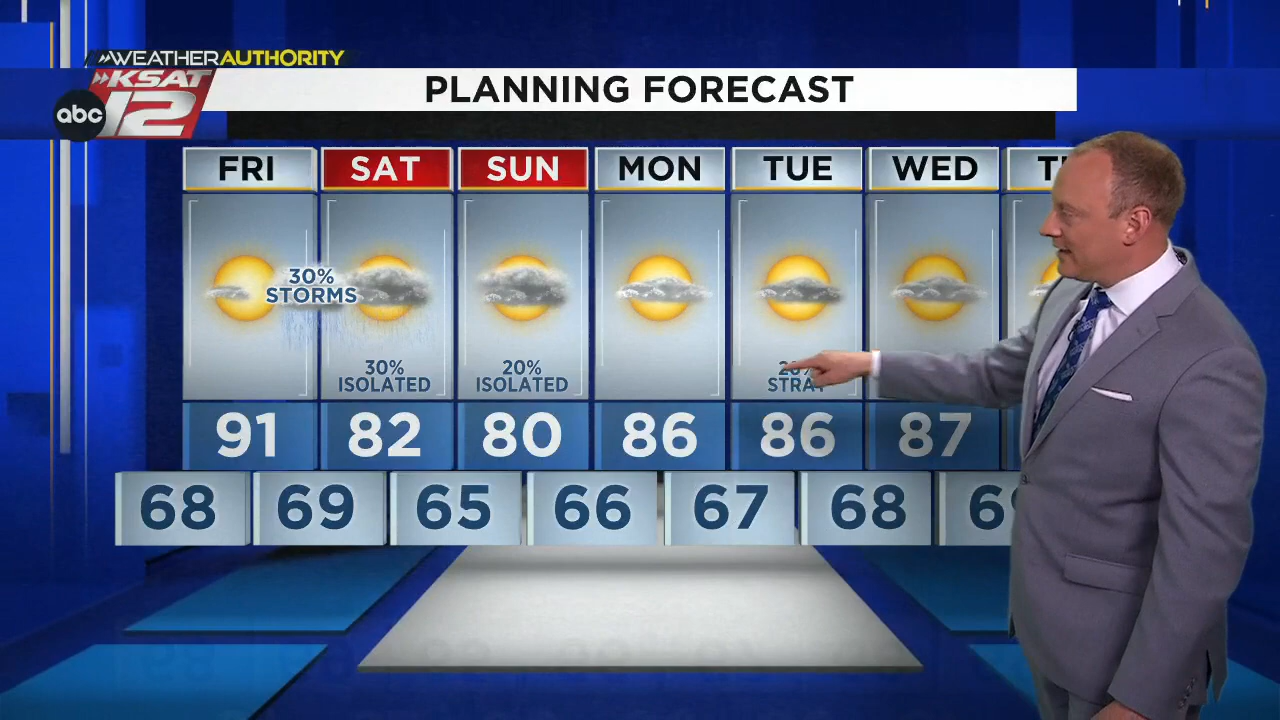 WEATHERAUTHORITY
KSAT
abc 12
PLANNING FORECAST
FRI SAT SUN MON TUE WED
30%
STORMS
30% 20%
ISOLATED ISOLATED
91 82 80 86 86 87
68 69 65 66 67 68